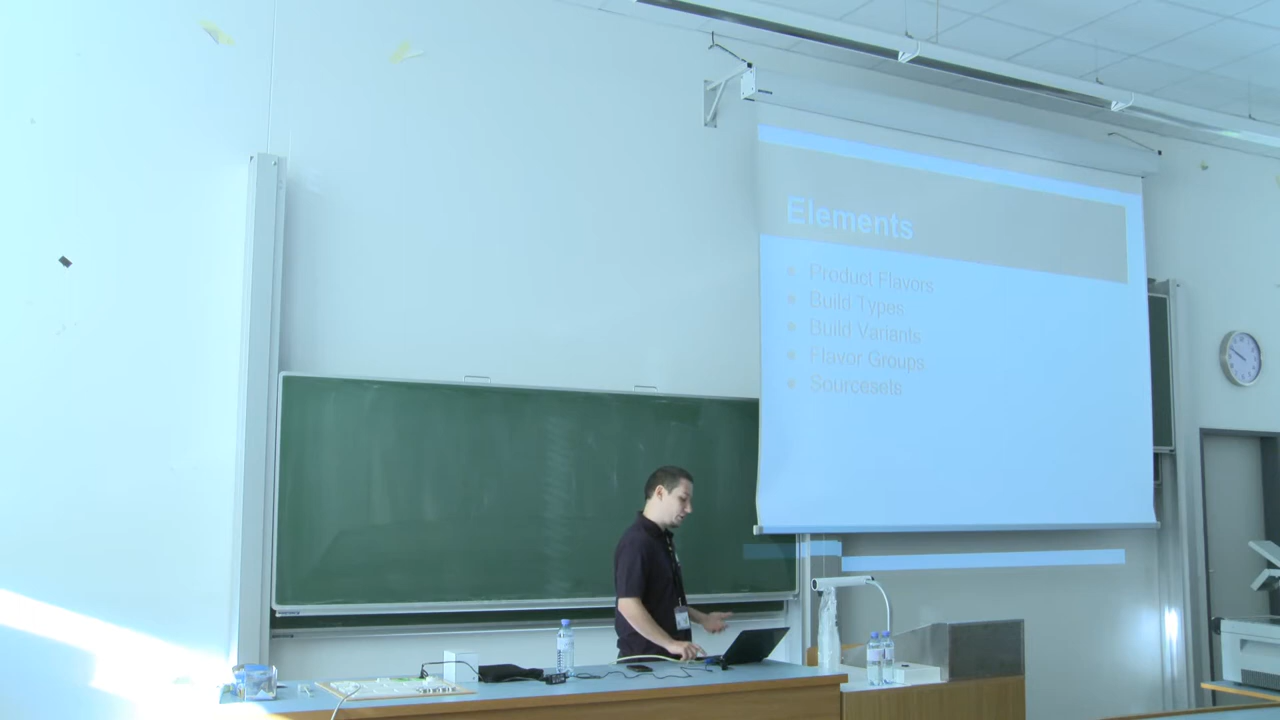 Elements
Product Flavors
Build Types
Build Variants
Flavor Groups
Sourcesets